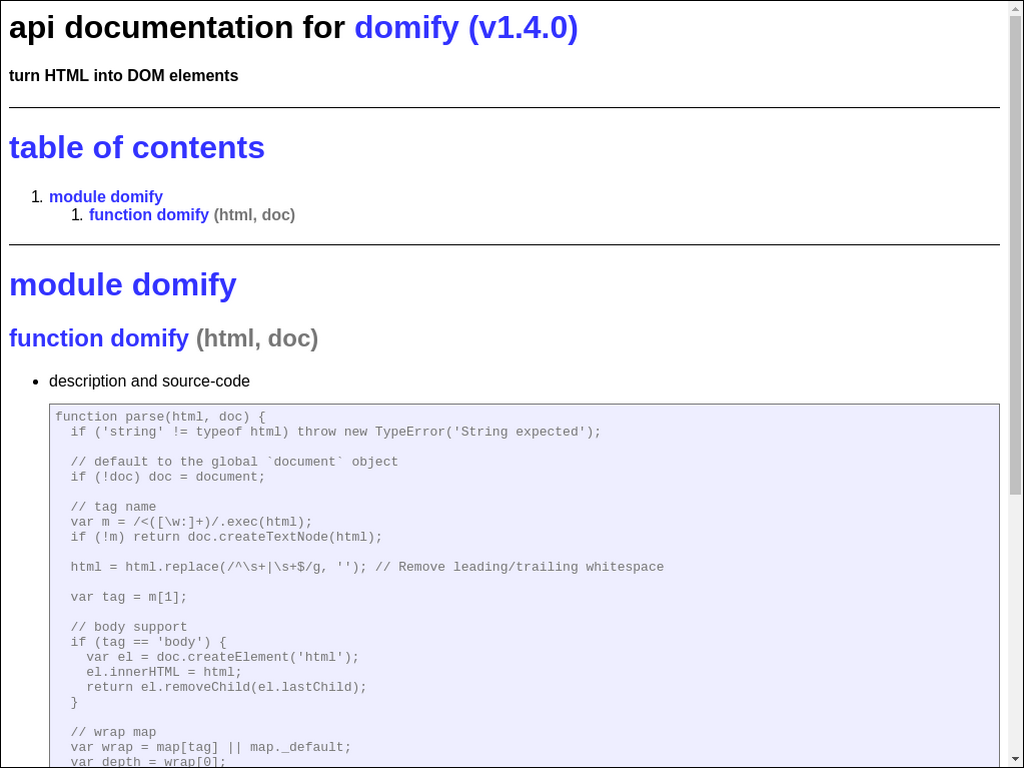 api documentation for domify (v1.4.0)
turn HTML into DOM elements
table of contents
1. module domify
1. function domify (html, doc)
module domify
function domify (html, doc)
• description and source-code
function parse(html, doc) {
  if ('string' != typeof html) throw new TypeError('String expected');
  // default to the global `document` object
  if (!doc) doc = document;
  // tag name
  var m = /<([\w:]+)/.exec(html);
  if (!m) return doc.createTextNode(html);
  html = html.replace(/^\s+|\s+$/g, ''); // Remove leading/trailing whitespace
  var tag = m[1];
  // body support
  if (tag == 'body') {
    var el = doc.createElement('html');
    el.innerHTML = html;
    return el.removeChild(el.lastChild);
  }
  // wrap map
  var wrap = map[tag] || map._default;
  var depth = wrap[0];